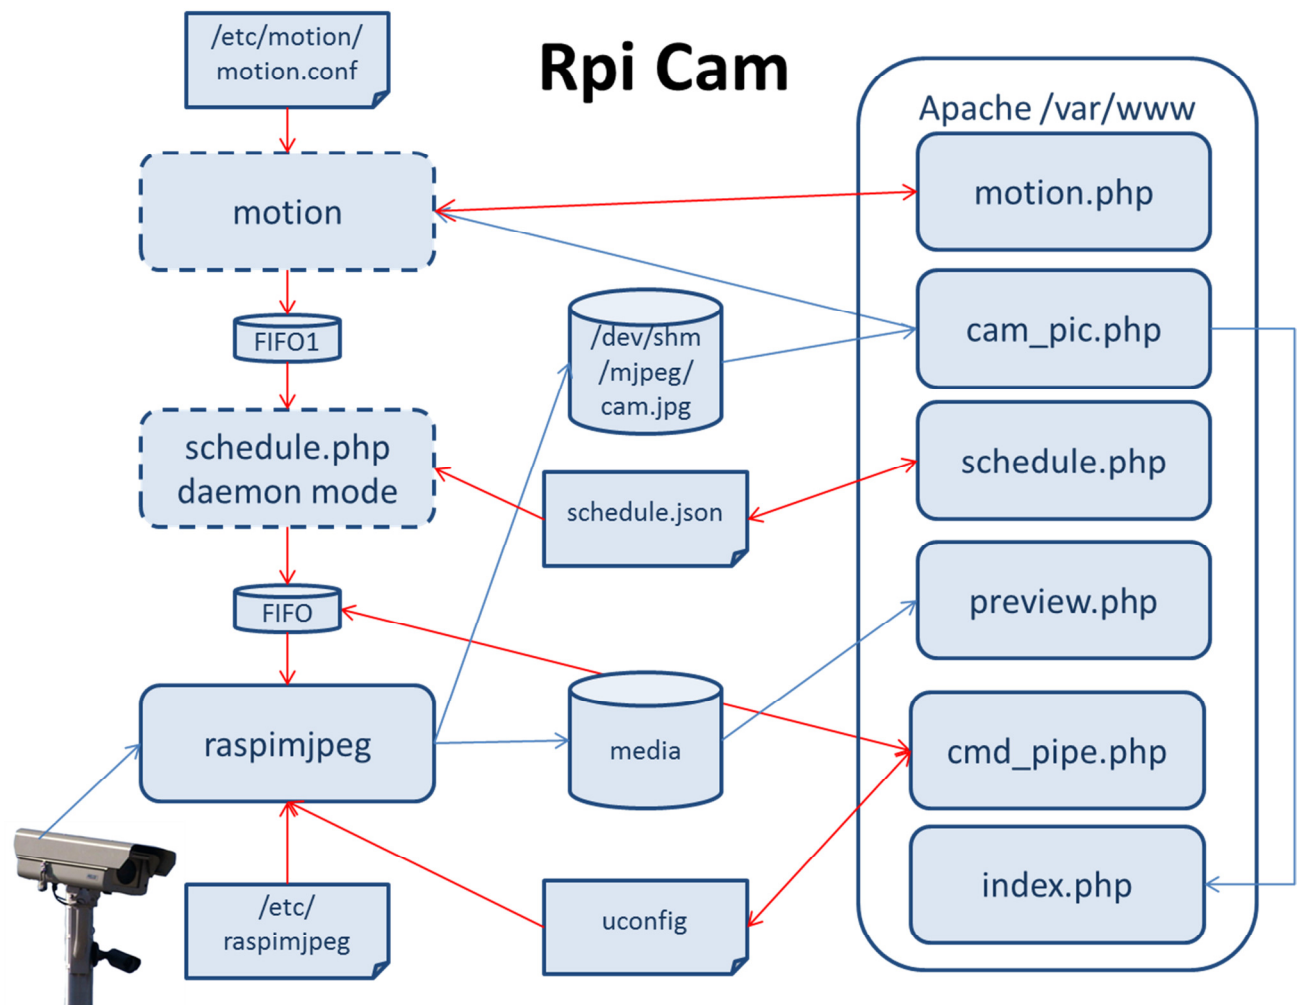 Rpi Cam
/etc/motion/
motion.conf
motion
FIFO1
schedule.php
daemon mode
FIFO
raspimjpeg
/etc/
raspimjpeg
/dev/shm
/mjpeg/
cam.jpg
schedule.json
media
uconfig
Apache /var/www
motion.php
cam_pic.php
schedule.php
preview.php
cmd_pipe.php
index.php